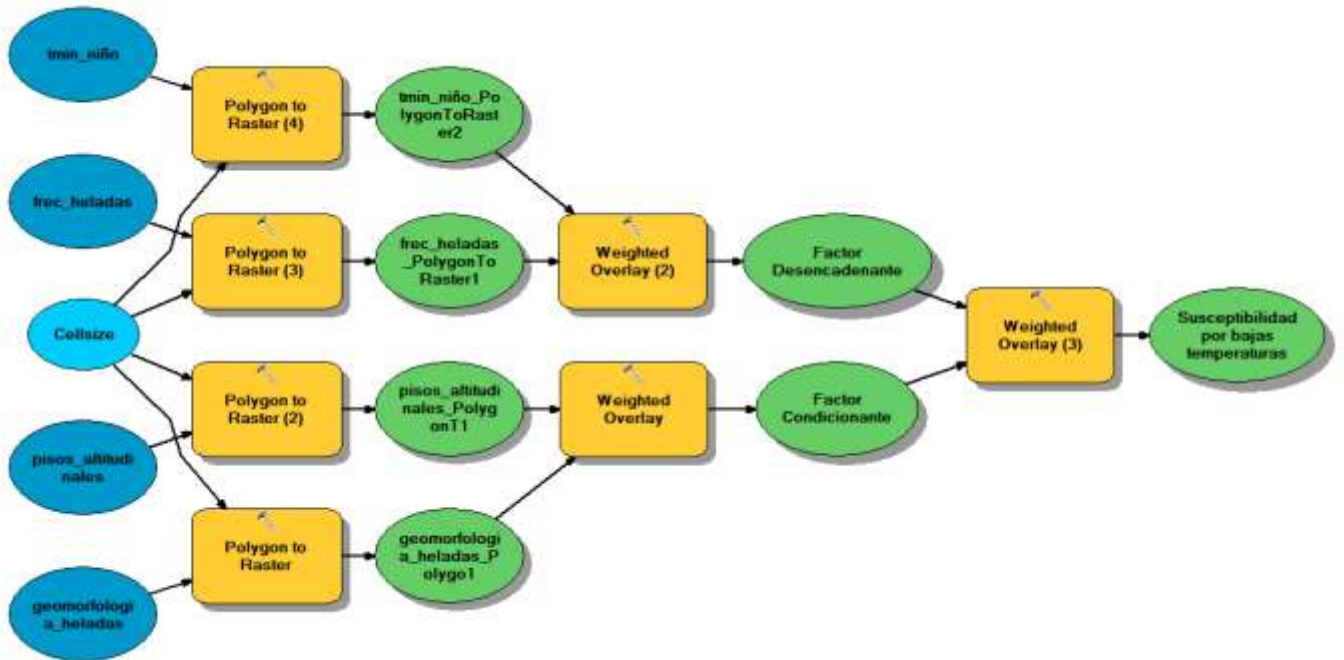 tmin_niño
Polygon to
Raster (4)
tmin_niño_Po
lygonToRast
er2
frec_heladas
Polygon to
Raster (3)
frec_heladas
_PolygonTo
Raster1
Weighted
Overlay (2)
Factor
Desencadenante
Cellsize
Weighted
Overlay (3)
Susceptibilidad
por bajas
temperaturas
Polygon to
Raster (2)
pisos_altitudi
nales_Polyg
onT1
Weighted
Overlay
Factor
Condicionante
pisos_altitudi
nales
Polygon to
Raster
geomorfologi
a_heladas_P
olygo1
geomorfologi
a_heladas